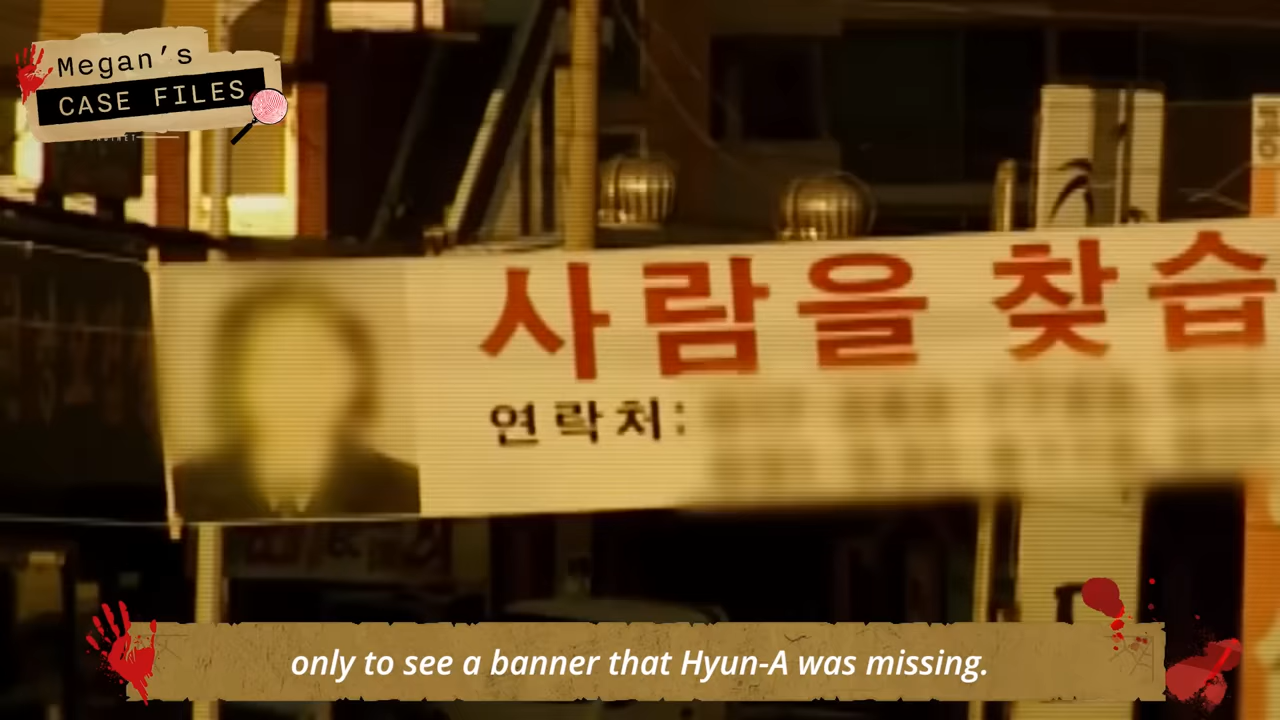 Megan's
CASE FILES
사람을 찾습
연락처:
only to see a banner that Hyun-A was missing.